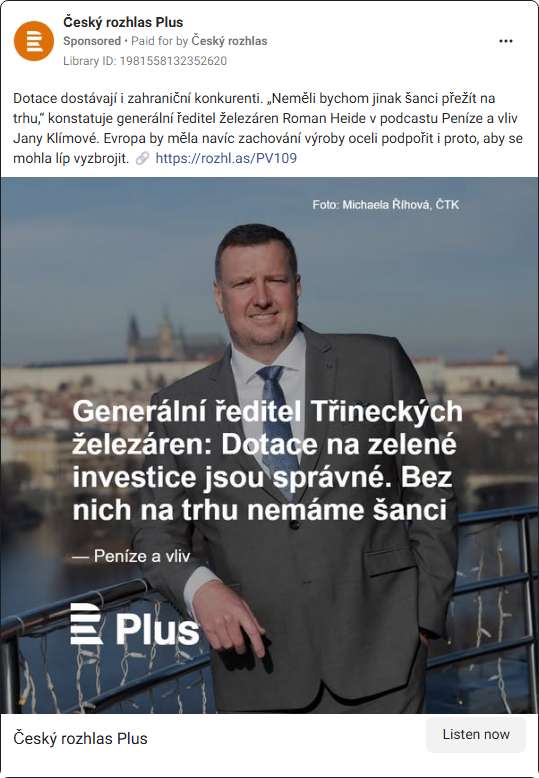 Český rozhlas Plus
Sponsored • Paid for by Český rozhlas
Library ID: 1981558132352620
Dotace dostávají i zahraniční konkurenti. „Neměli bychom jinak šanci přežít na
trhu,“ konstatuje generální ředitel železáren Roman Heide v podcastu Peníze a vliv
Jany Klímové. Evropa by měla navíc zachování výroby oceli podpořit i proto, aby se
mohla líp vyzbrojit. 🔗 https://rozhl.as/PV109
Foto: Michaela Říhová, ČTK
Generální ředitel Třineckých
železáren: Dotace na zelené
investice jsou správné. Bez
nich na trhu nemáme šanci
— Peníze a vliv
Plus
Český rozhlas Plus
Listen now